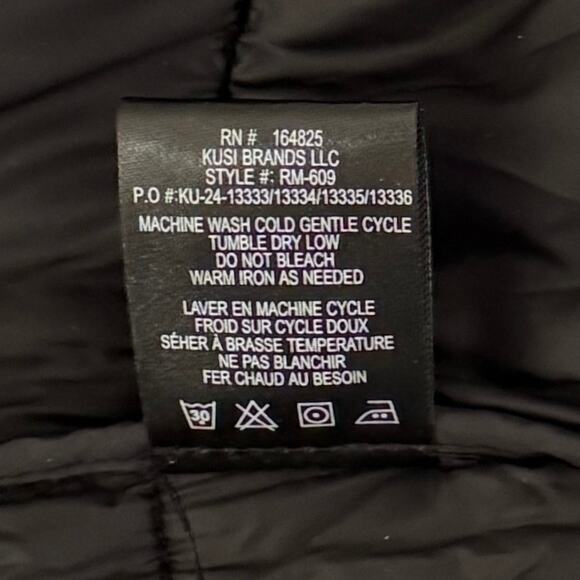 RN # 164825
KUSI BRANDS LLC
STYLE #: RM-609
P.O #:KU-24-13333/13334/13335/13336
MACHINE WASH COLD GENTLE CYCLE
TUMBLE DRY LOW
DO NOT BLEACH
WARM IRON AS NEEDED
LAVER EN MACHINE CYCLE
FROID SUR CYCLE DOUX
SÉHER À BRASSE TEMPERATURE
NE PAS BLANCHIR
FER CHAUD AU BESOIN
30